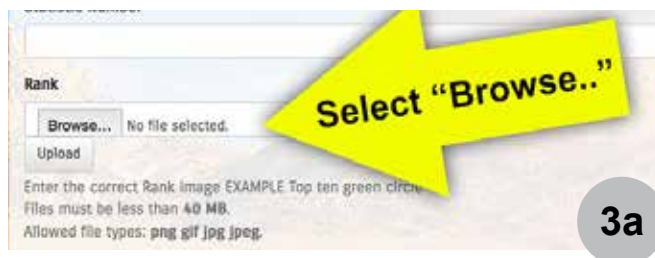 Rank
Browse... No file selected.
Select “Browse..”
Upload
Enter the correct Rank image EXAMPLE Top ten green circle
Files must be less than 40 MB.
Allowed file types: png gif jpg jpeg.
3a